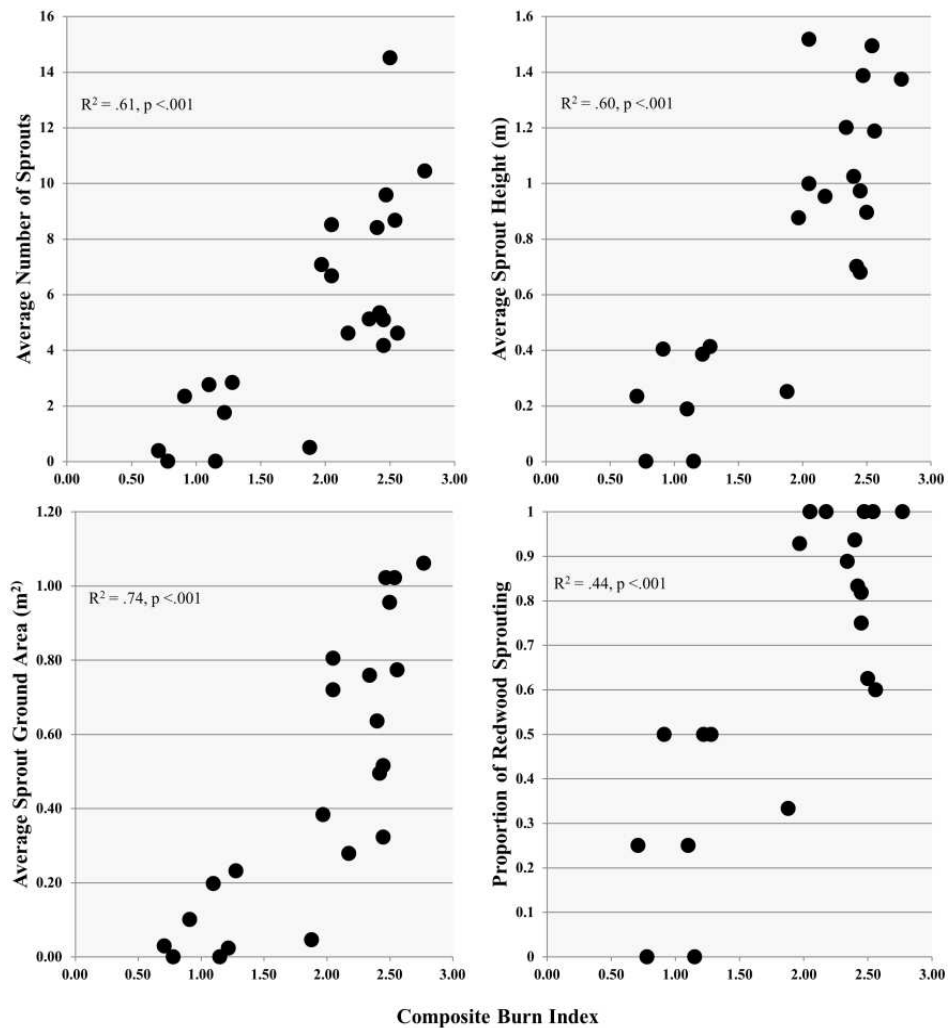 16
14
12
10
8
6
4
2
0
Average Number of Sprouts
R² = .61, p <.001
0.00 0.50 1.00 1.50 2.00 2.50 3.00
1.6
1.4
1.2
1
0.8
0.6
0.4
0.2
0
Average Sprout Height (m)
R² = .60, p <.001
0.00 0.50 1.00 1.50 2.00 2.50 3.00
1.20
1.00
0.80
0.60
0.40
0.20
0.00
Average Sprout Ground Area (m²)
R² = .74, p <.001
0.00 0.50 1.00 1.50 2.00 2.50 3.00
1
0.9
0.8
0.7
0.6
0.5
0.4
0.3
0.2
0.1
0
Proportion of Redwood Sprouting
R² = .44, p <.001
0.00 0.50 1.00 1.50 2.00 2.50 3.00
Composite Burn Index